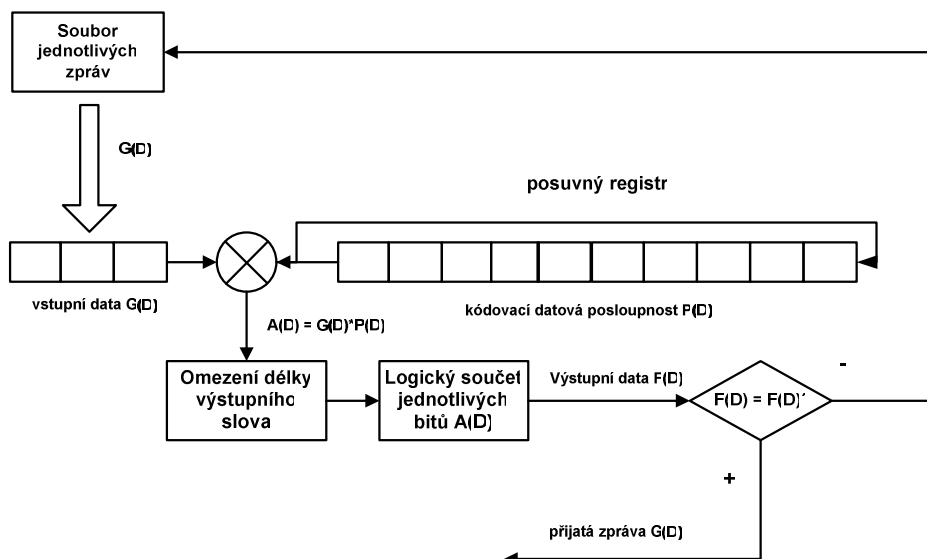 Soubor
jednotlivých
zpráv
G(D)
posuvný registr
vstupní data G(D)
kódovací datová posloupnost P(D)
A(D) = G(D)*P(D)
Omezení délky
výstupního
slova
Logický součet
jednotlivých
bitů A(D)
Výstupní data F(D)
F(D) = F(D)´
-
+
přijatá zpráva G(D)